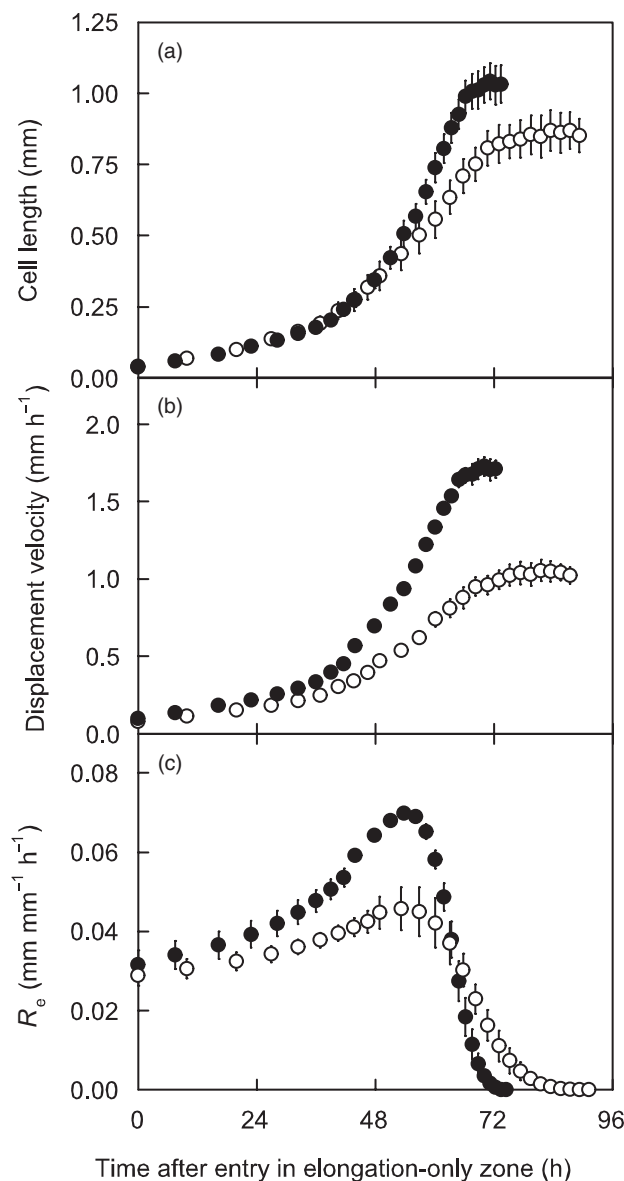 (a)
1.25
1.00
0.75
0.50
0.25
0.00
Cell length (mm)
(b)
2.0
1.5
1.0
0.5
0.0
Displacement velocity (mm h⁻¹)
(c)
0.08
0.06
0.04
0.02
0.00
Rₑ (mm mm⁻¹ h⁻¹)
0 24 48 72 96
Time after entry in elongation-only zone (h)